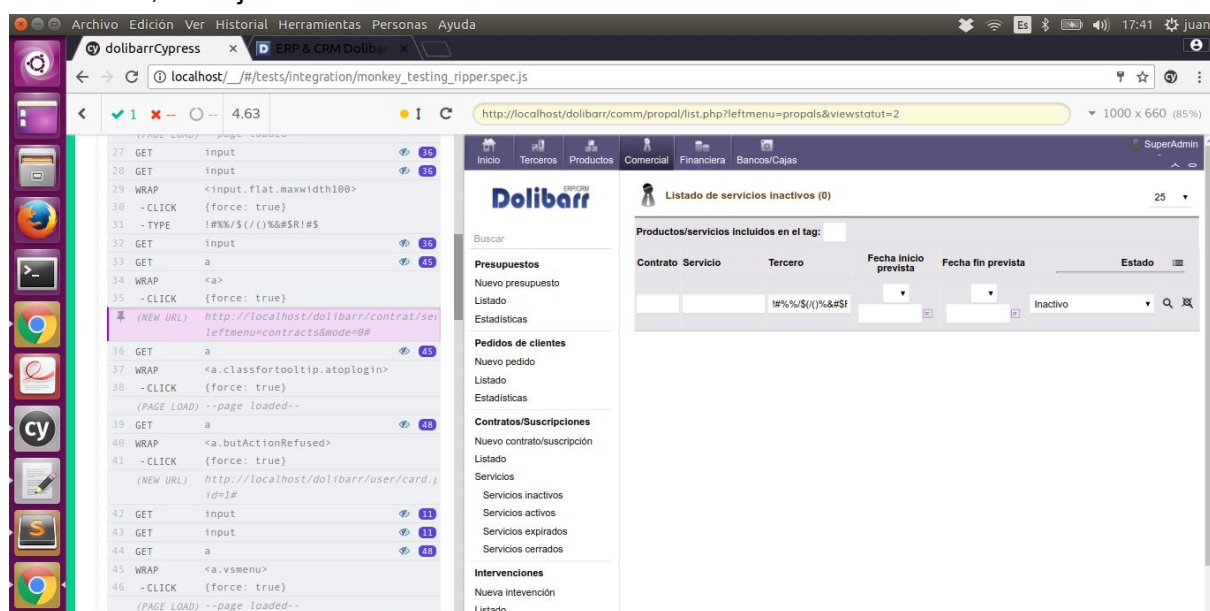 Archivo Edición Ver Historial Herramientas Personas Ayuda
Es 17:41 juan
dolibarrCypress × ERP & CRM Doliba ×
localhost/__/#/tests/integration/monkey_testing_ripper.spec.js
1 -- -- 4.63
http://localhost/dolibarr/comm/propal/list.php?leftmenu=propals&viewstatut=2
1000 x 660 (85%)
(PAGE LOAD) --page loaded--
27 GET input 36
28 GET input 36
29 WRAP <input.flat.maxwidth100>
30 -CLICK {force: true}
31 -TYPE !#%%/$(/()%&#$R!#$
32 GET input 36
33 GET a 45
34 WRAP <a>
35 -CLICK {force: true}
(NEW URL) http://localhost/dolibarr/contrat/ser
leftmenu=contracts&mode=0#
36 GET a 45
37 WRAP <a.classfortooltip.atoplogin>
38 -CLICK {force: true}
(PAGE LOAD) --page loaded--
39 GET a 48
40 WRAP <a.butActionRefused>
41 -CLICK {force: true}
(NEW URL) http://localhost/dolibarr/user/card.p
id=1#
42 GET input 11
43 GET input 11
44 GET a 48
45 WRAP <a.vsmenu>
46 -CLICK {force: true}
(PAGE LOAD) --page loaded--
Inicio Terceros Productos Comercial Financiera Bancos/Cajas
SuperAdmin
Dolibarr ERP/CRM
Buscar
Presupuestos
Nuevo presupuesto
Listado
Estadísticas
Pedidos de clientes
Nuevo pedido
Listado
Estadísticas
Contratos/Suscripciones
Nuevo contrato/suscripción
Listado
Servicios
Servicios inactivos
Servicios activos
Servicios expirados
Servicios cerrados
Intervenciones
Nueva intevención
Listado
Listado de servicios inactivos (0)
25
Productos/servicios incluidos en el tag:
Contrato Servicio Tercero Fecha inicio prevista Fecha fin prevista Estado
!#%%/$(/()%&#$F Inactivo